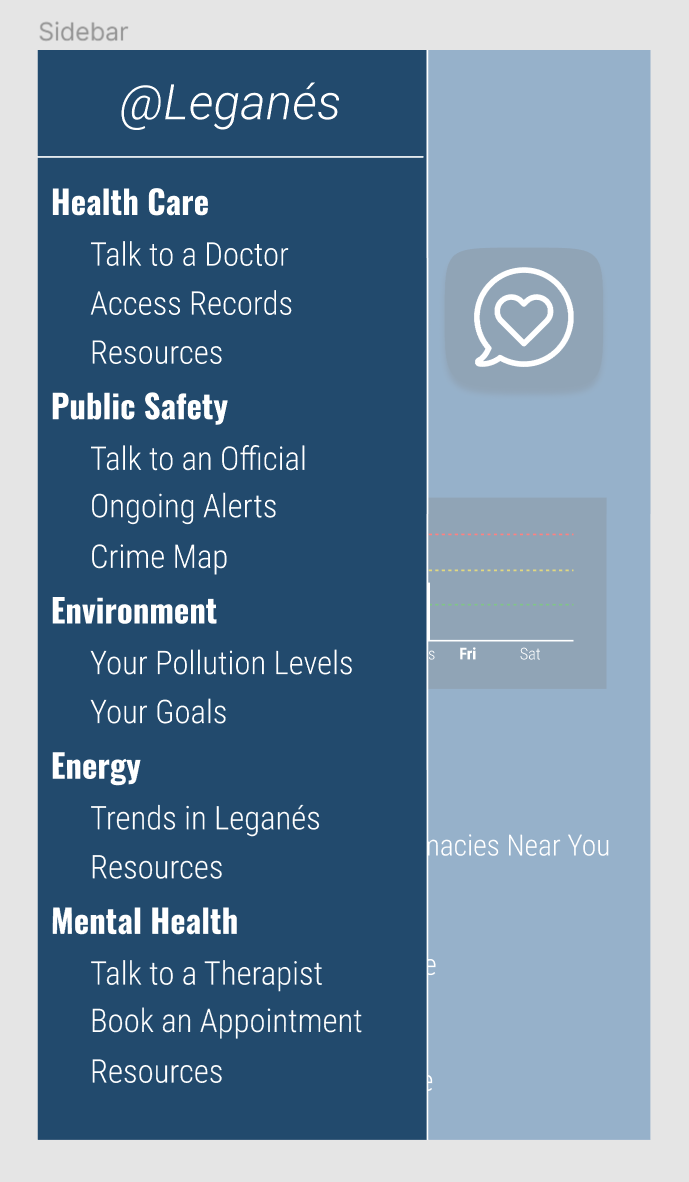 Sidebar
@Leganés
Health Care
Talk to a Doctor
Access Records
Resources
Public Safety
Talk to an Official
Ongoing Alerts
Crime Map
Environment
Your Pollution Levels
Your Goals
Energy
Trends in Leganés
Resources
Mental Health
Talk to a Therapist
Book an Appointment
Resources
Fri Sat
Near You